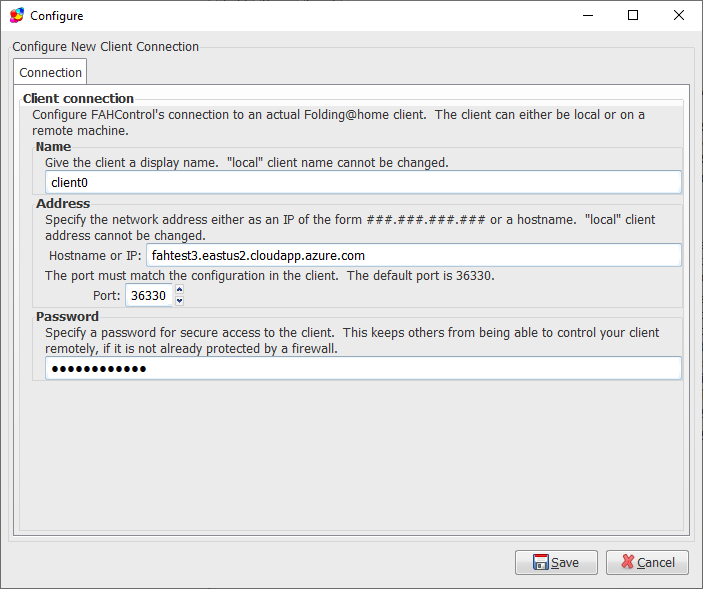 Configure
Configure New Client Connection
Connection
Client connection
Configure FAHControl's connection to an actual Folding@home client.  The client can either be local or on a
remote machine.
Name
Give the client a display name.  "local" client name cannot be changed.
client0
Address
Specify the network address either as an IP of the form ###.###.###.### or a hostname.  "local" client
address cannot be changed.
Hostname or IP: fahtest3.eastus2.cloudapp.azure.com
The port must match the configuration in the client.  The default port is 36330.
Port: 36330
Password
Specify a password for secure access to the client.  This keeps others from being able to control your client
remotely, if it is not already protected by a firewall.
●●●●●●●●●●●●
Save Cancel